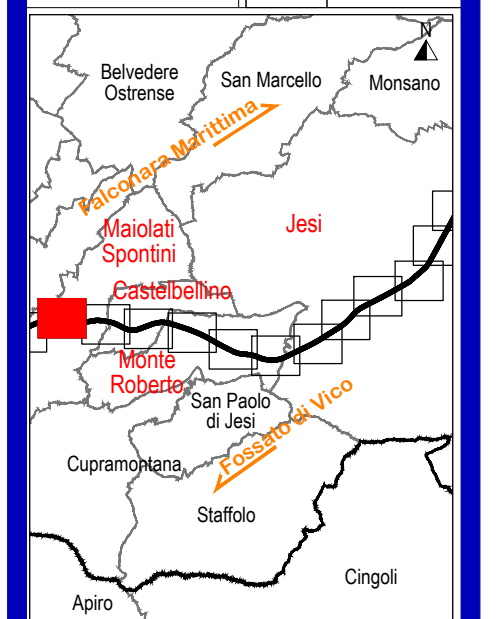 N
Belvedere
Ostrense
San Marcello
Monsano
Falconara Marittima
Maiolati
Spontini
Jesi
Castelbellino
Monte
Roberto
San Paolo
di Jesi
Fossato di Vico
Cupramontana
Staffolo
Cingoli
Apiro